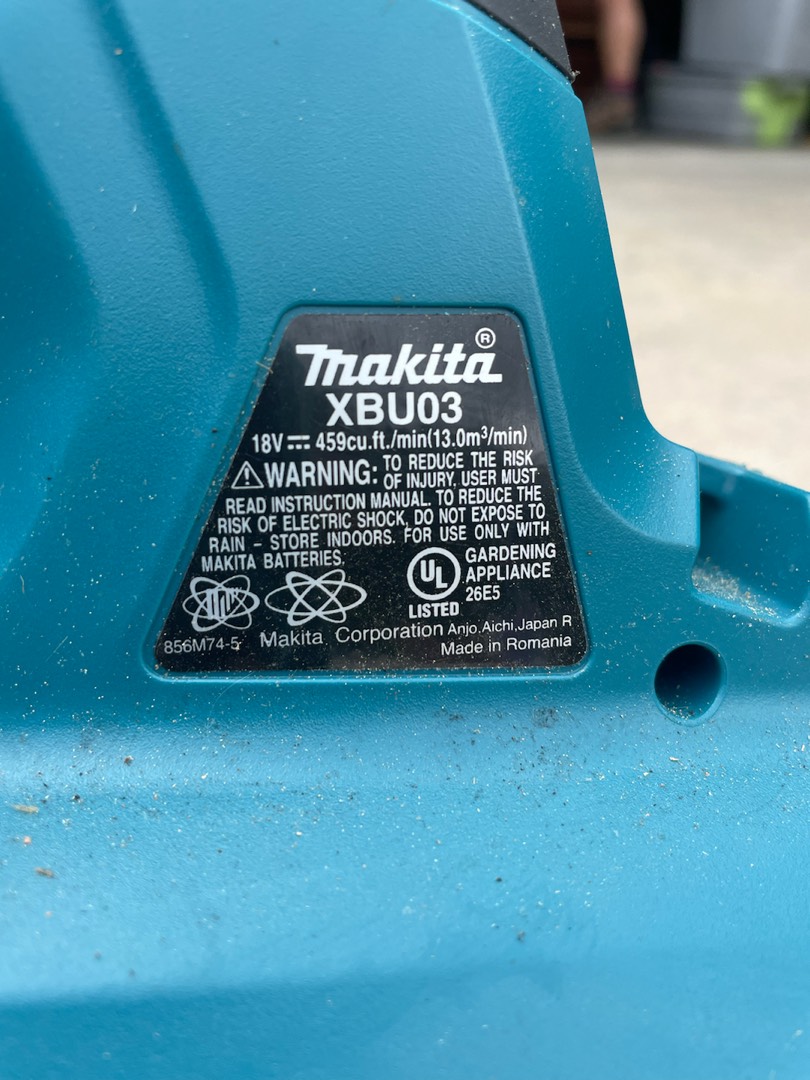 Makita®
XBU03
18V ⎓ 459cu.ft./min(13.0m³/min)
⚠WARNING: TO REDUCE THE RISK
OF INJURY, USER MUST
READ INSTRUCTION MANUAL. TO REDUCE THE
RISK OF ELECTRIC SHOCK, DO NOT EXPOSE TO
RAIN – STORE INDOORS. FOR USE ONLY WITH
MAKITA BATTERIES.
UL
LISTED
GARDENING
APPLIANCE
26E5
856M74-5 Makita Corporation Anjo,Aichi,Japan R
Made in Romania